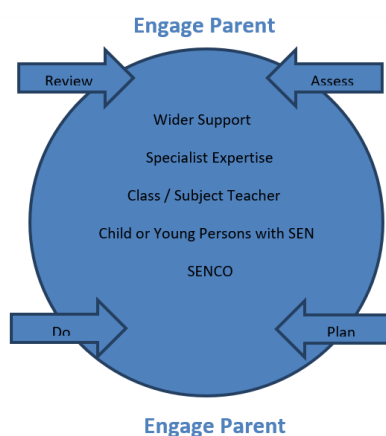 Engage Parent
Review
Assess
Wider Support
Specialist Expertise
Class / Subject Teacher
Child or Young Persons with SEN
SENCO
Do
Plan
Engage Parent